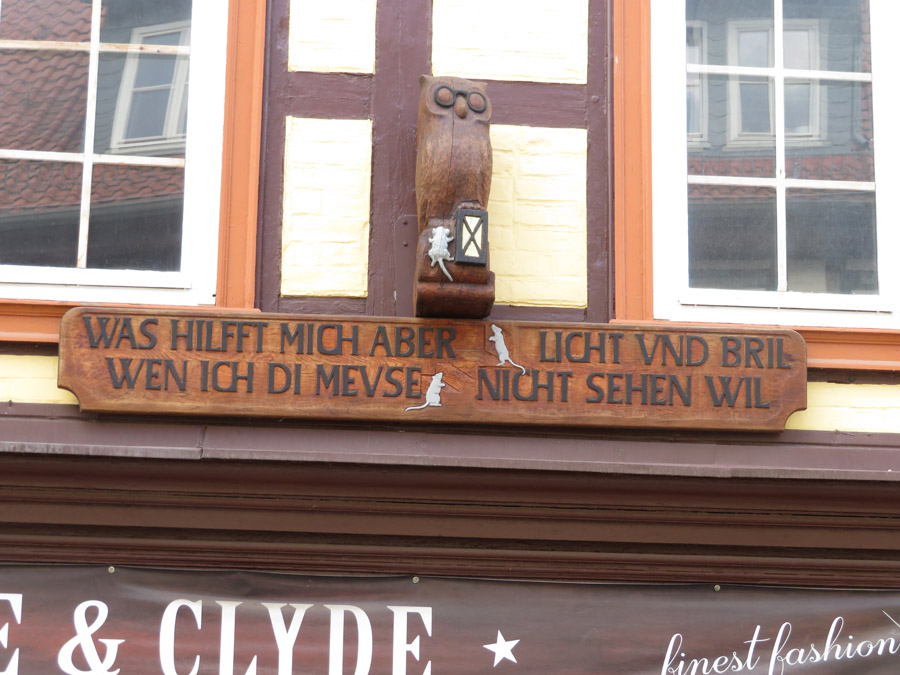 WAS HILFFT MICH ABER LICHT VND BRIL
WEN ICH DI MEVSE NICHT SEHEN WIL
& CLYDE ★
finest fashion